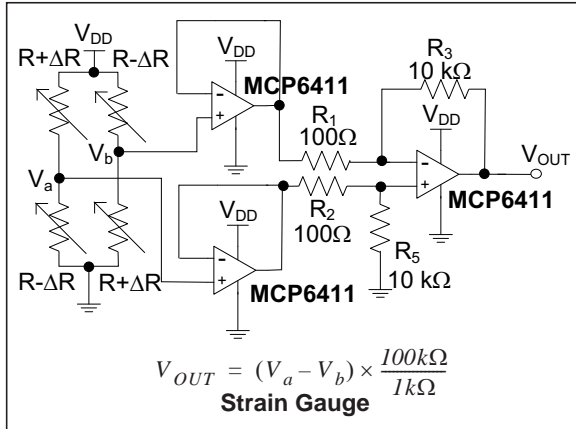 R+ΔR
V_DD
R-ΔR
MCP6411
V_DD
V_b
V_a
R-ΔR
R+ΔR
R_1
100Ω
R_2
100Ω
V_DD
MCP6411
R_3
10 kΩ
V_DD
V_OUT
MCP6411
R_5
10 kΩ
V_OUT = (V_a – V_b) × 100kΩ / 1kΩ
Strain Gauge